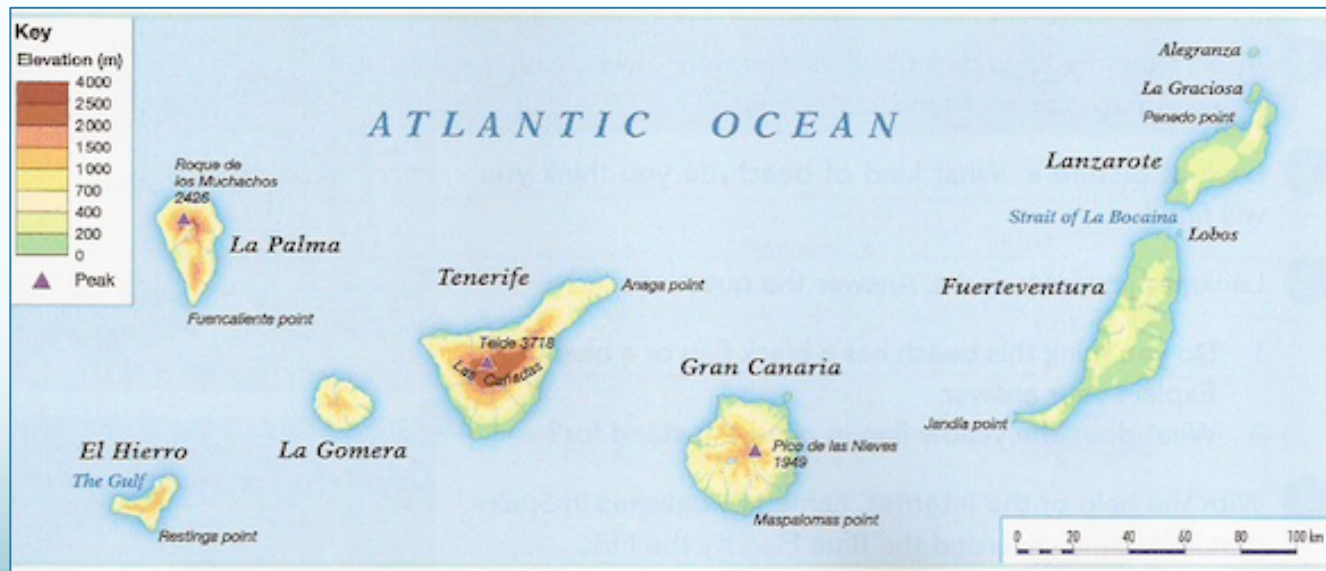 Key
Elevation (m)
4000
2500
2000
1500
1000
700
400
200
0
Peak
ATLANTIC OCEAN
Alegranza
La Graciosa
Penedo point
Lanzarote
Strait of La Bocaina
Lobos
Fuerteventura
Jandía point
Roque de
los Muchachos
2426
La Palma
Fuencaliente point
Tenerife
Anaga point
Teide 3718
Las Cañadas
Gran Canaria
Pico de las Nieves
1949
Maspalomas point
La Gomera
El Hierro
The Gulf
Restinga point
0 20 40 60 80 100 km